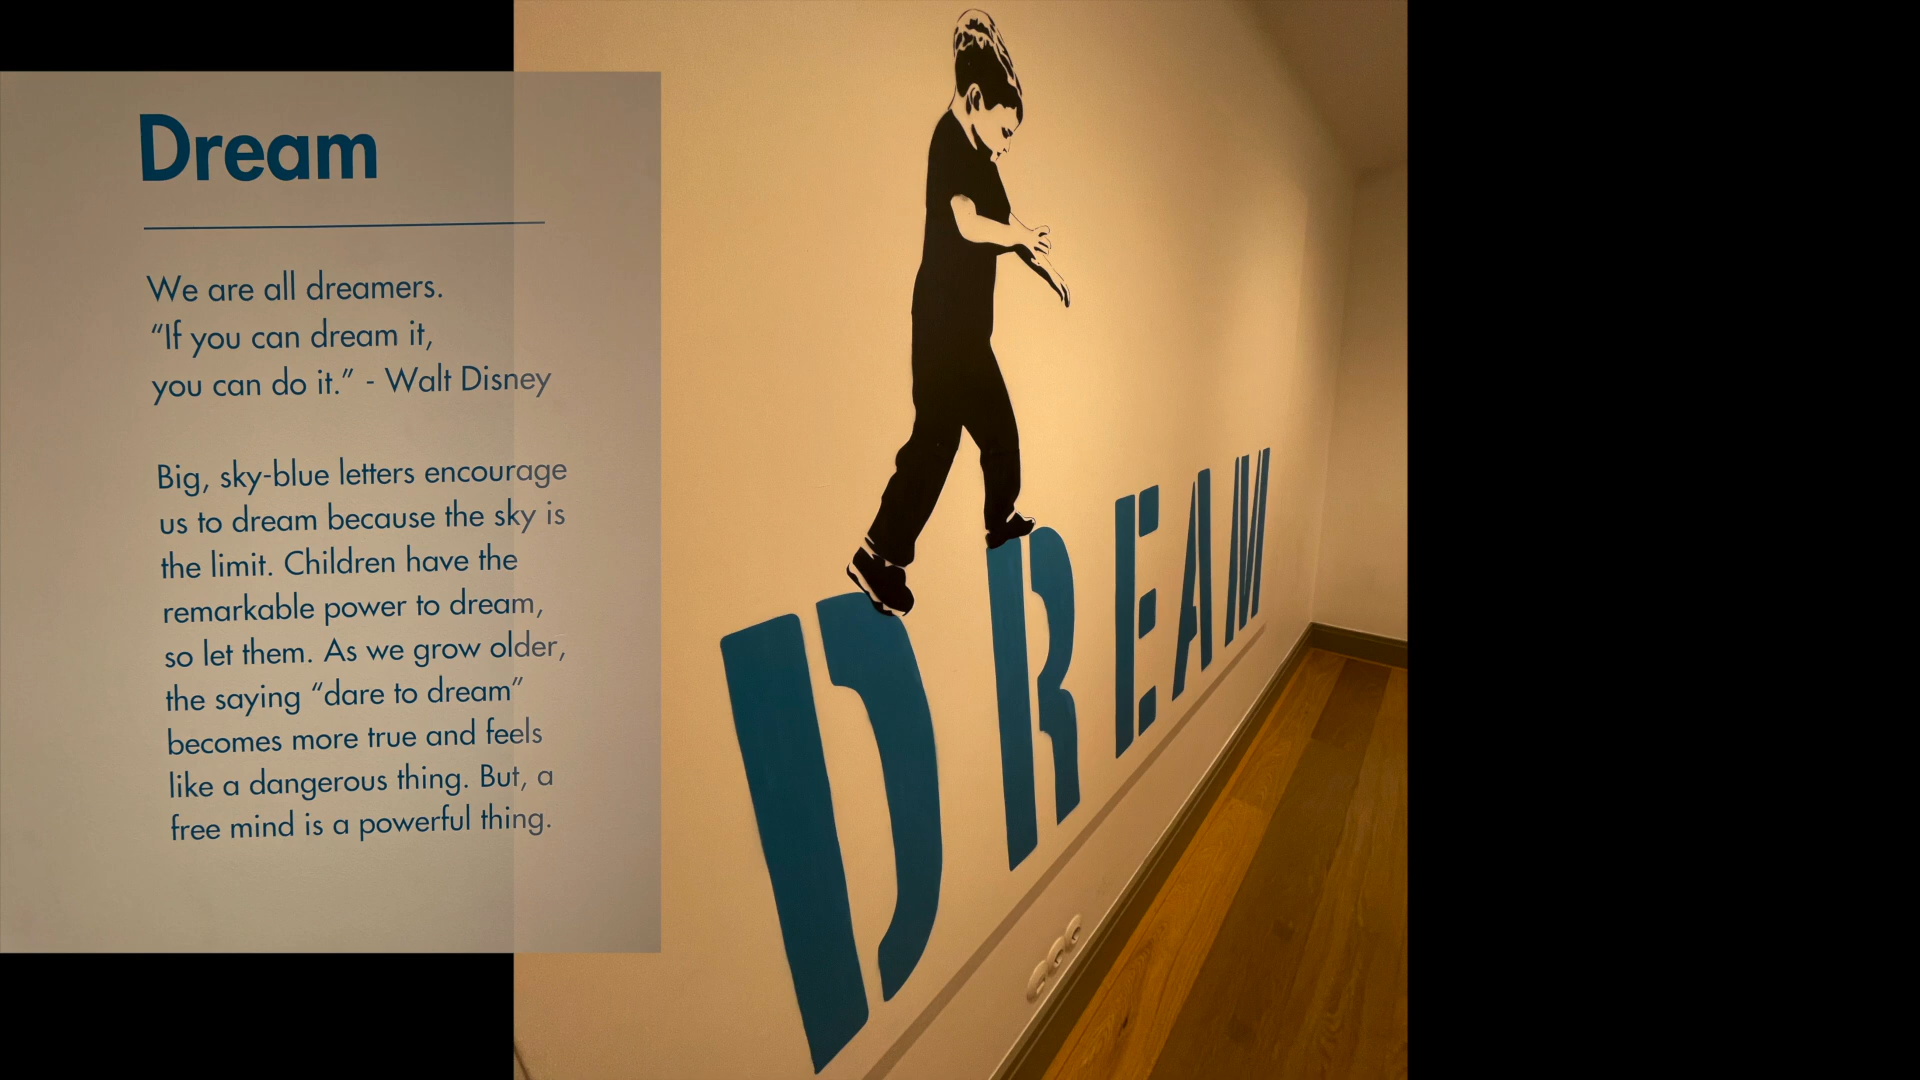 Dream
We are all dreamers.
“If you can dream it,
you can do it.” - Walt Disney
Big, sky-blue letters encourage
us to dream because the sky is
the limit. Children have the
remarkable power to dream,
so let them. As we grow older,
the saying “dare to dream”
becomes more true and feels
like a dangerous thing. But, a
free mind is a powerful thing.
DREAM